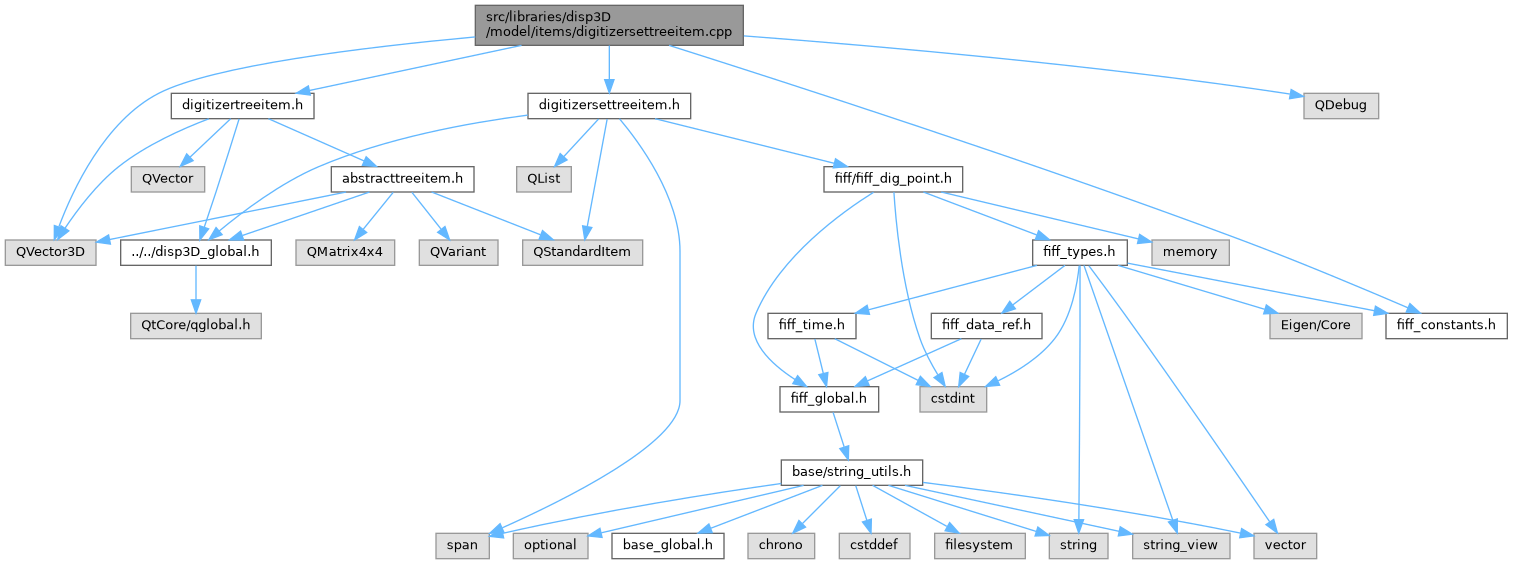 src/libraries/disp3D
/model/items/digitizersettreeitem.cpp
digitizertreeitem.h
digitizersettreeitem.h
QDebug
QVector
abstracttreeitem.h
QList
fiff/fiff_dig_point.h
QVector3D
../../disp3D_global.h
QMatrix4x4
QVariant
QStandardItem
fiff_types.h
memory
QtCore/qglobal.h
fiff_time.h
fiff_data_ref.h
Eigen/Core
fiff_constants.h
fiff_global.h
cstdint
base/string_utils.h
span
optional
base_global.h
chrono
cstddef
filesystem
string
string_view
vector